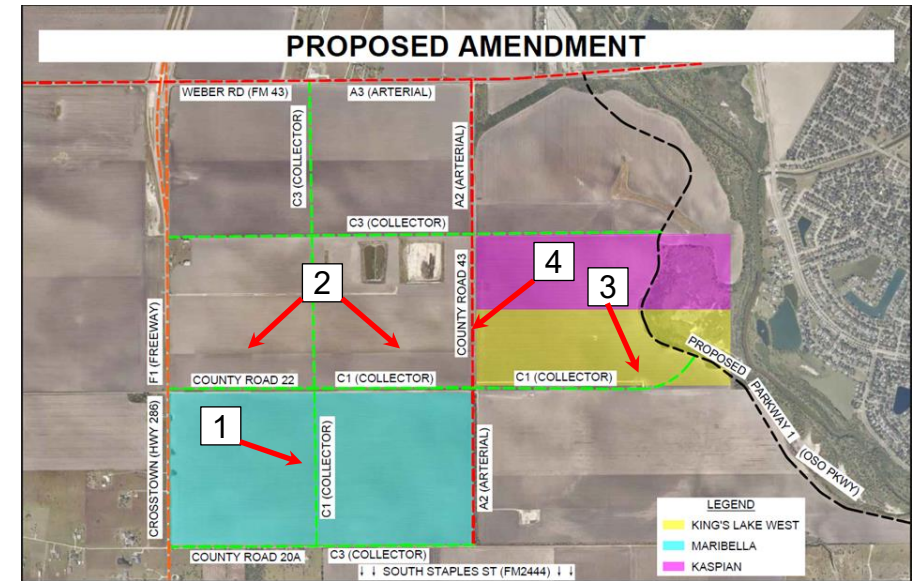 PROPOSED AMENDMENT
WEBER RD (FM 43)
A3 (ARTERIAL)
C3 (COLLECTOR)
A2 (ARTERIAL)
C3 (COLLECTOR)
4
2
3
F1 (FREEWAY)
COUNTY ROAD 43
PROPOSED PARKWAY 1 (OSO PKWY)
COUNTY ROAD 22
C1 (COLLECTOR)
C1 (COLLECTOR)
1
CROSSTOWN (HWY 286)
C1 (COLLECTOR)
A2 (ARTERIAL)
LEGEND
KING'S LAKE WEST
MARIBELLA
KASPIAN
COUNTY ROAD 20A
C3 (COLLECTOR)
↓ ↓ SOUTH STAPLES ST (FM2444) ↓ ↓